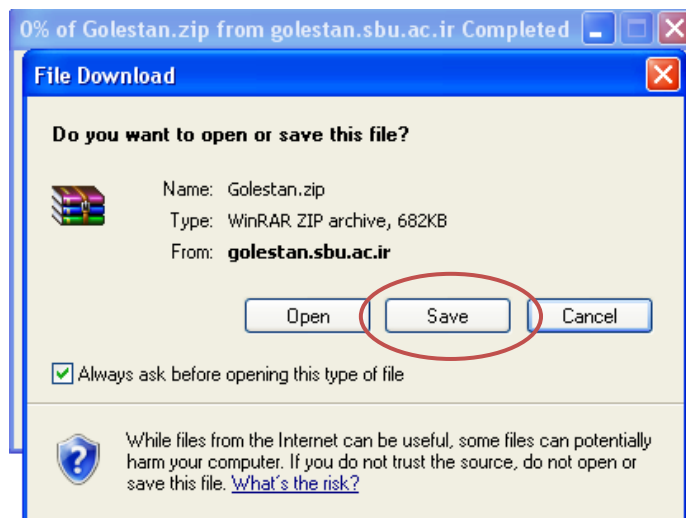 0% of Golestan.zip from golestan.sbu.ac.ir Completed
File Download
Do you want to open or save this file?
Name: Golestan.zip
Type: WinRAR ZIP archive, 682KB
From: golestan.sbu.ac.ir
Open Save Cancel
Always ask before opening this type of file
While files from the Internet can be useful, some files can potentially
harm your computer. If you do not trust the source, do not open or
save this file. What's the risk?